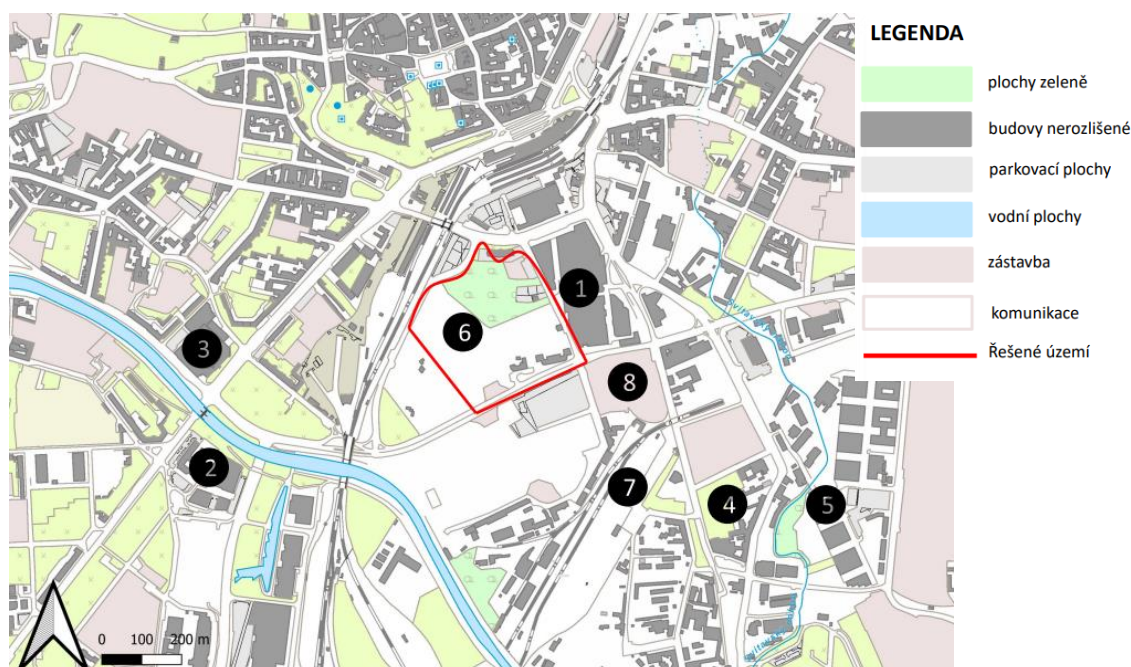 LEGENDA
plochy zeleně
budovy nerozlišené
parkovací plochy
vodní plochy
zástavba
komunikace
Řešené území
1
6
3
8
2
7
4
5
0 100 200 m